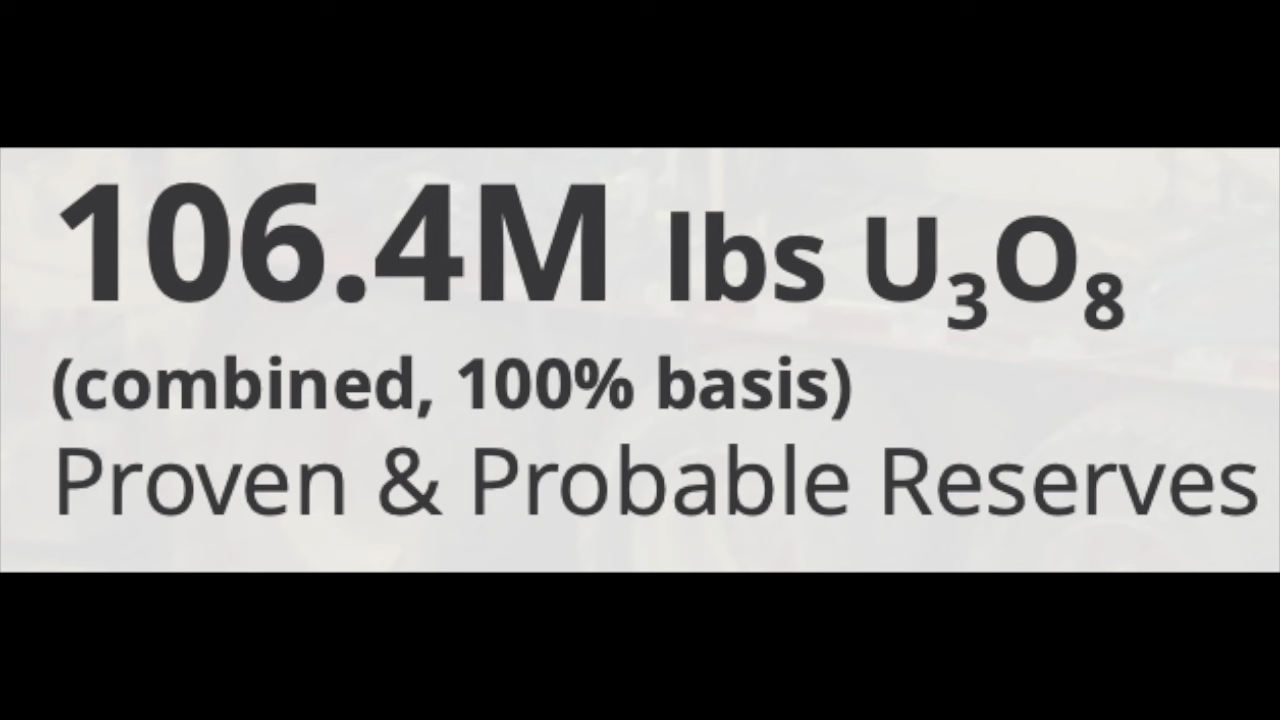 106.4M lbs U₃O₈
(combined, 100% basis)
Proven & Probable Reserves